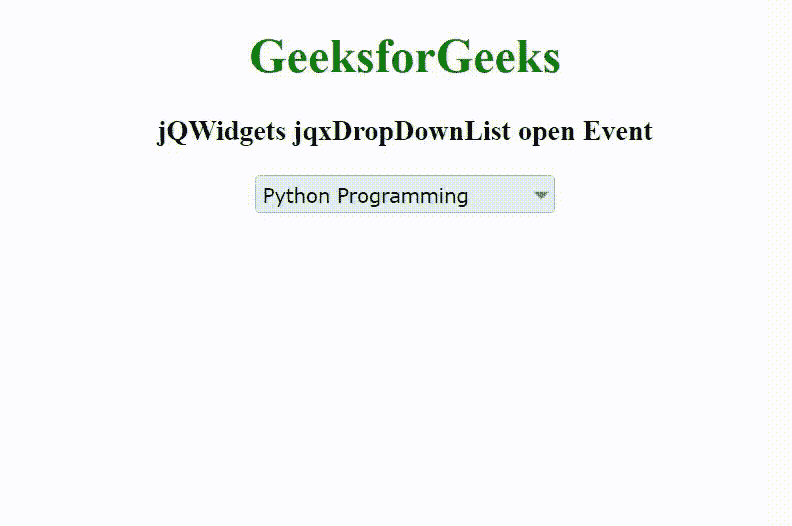 GeeksforGeeks
jQWidgets jqxDropDownList open Event
Python Programming